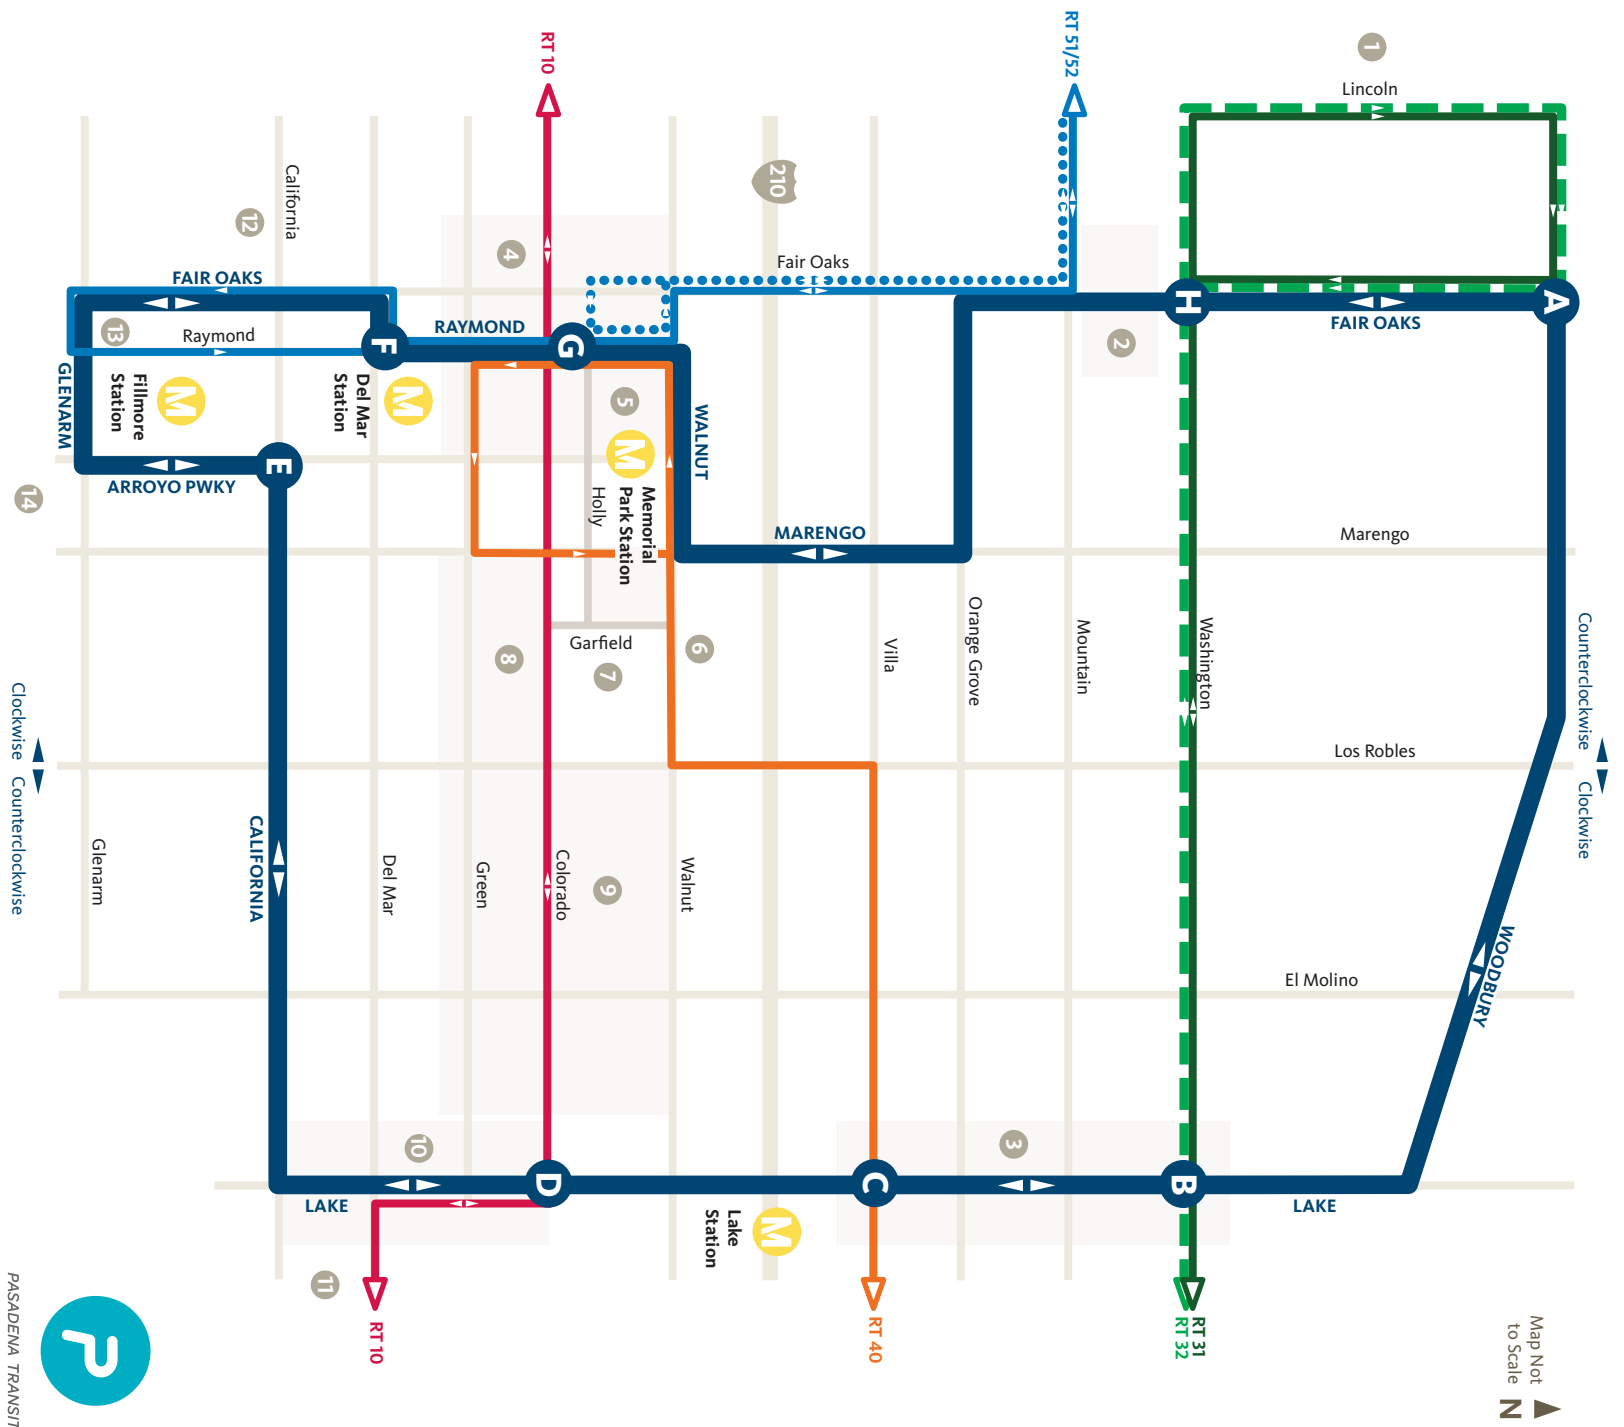 RT 10
RT 51/52
1
Lincoln
210
California
12
4
Fair Oaks
FAIR OAKS
RAYMOND
Raymond
13
2
H
A
FAIR OAKS
F
G
GLENARM
Fillmore
Station
M
Del Mar
Station
M
5
M
Memorial
Park Station
Holly
WALNUT
E
ARROYO PWKY
14
MARENGO
Marengo
Garfield
6
7
8
Villa
Orange Grove
Mountain
Washington
Counterclockwise
Clockwise
Los Robles
Clockwise
Counterclockwise
Glenarm
CALIFORNIA
Del Mar
Green
Colorado
9
Walnut
El Molino
WOODBURY
10
3
D
C
B
LAKE
LAKE
Lake
Station
M
11
RT 10
RT 40
RT 31
RT 32
Map Not
to Scale
N
P
PASADENA TRANSIT